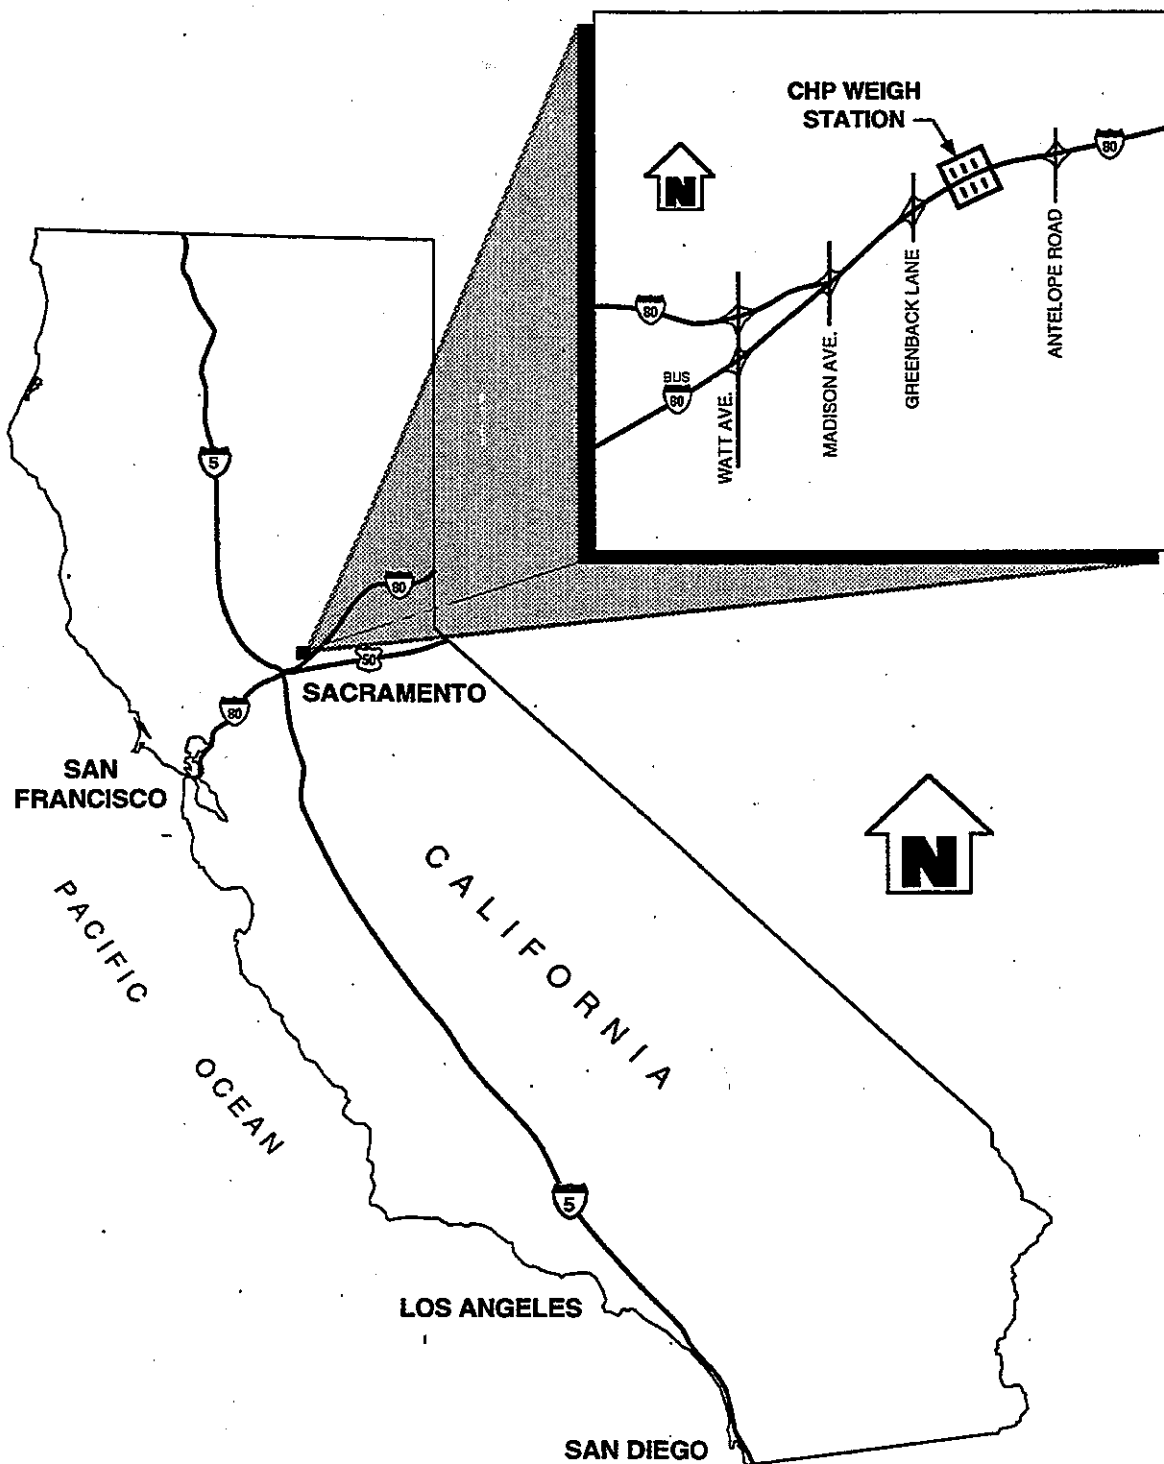 CHP WEIGH
STATION
80
N
GREENBACK LANE
ANTELOPE ROAD
80
MADISON AVE.
BUS
80
WATT AVE.
5
80
50
SACRAMENTO
80
SAN
FRANCISCO
N
CALIFORNIA
PACIFIC
OCEAN
5
LOS ANGELES
SAN DIEGO